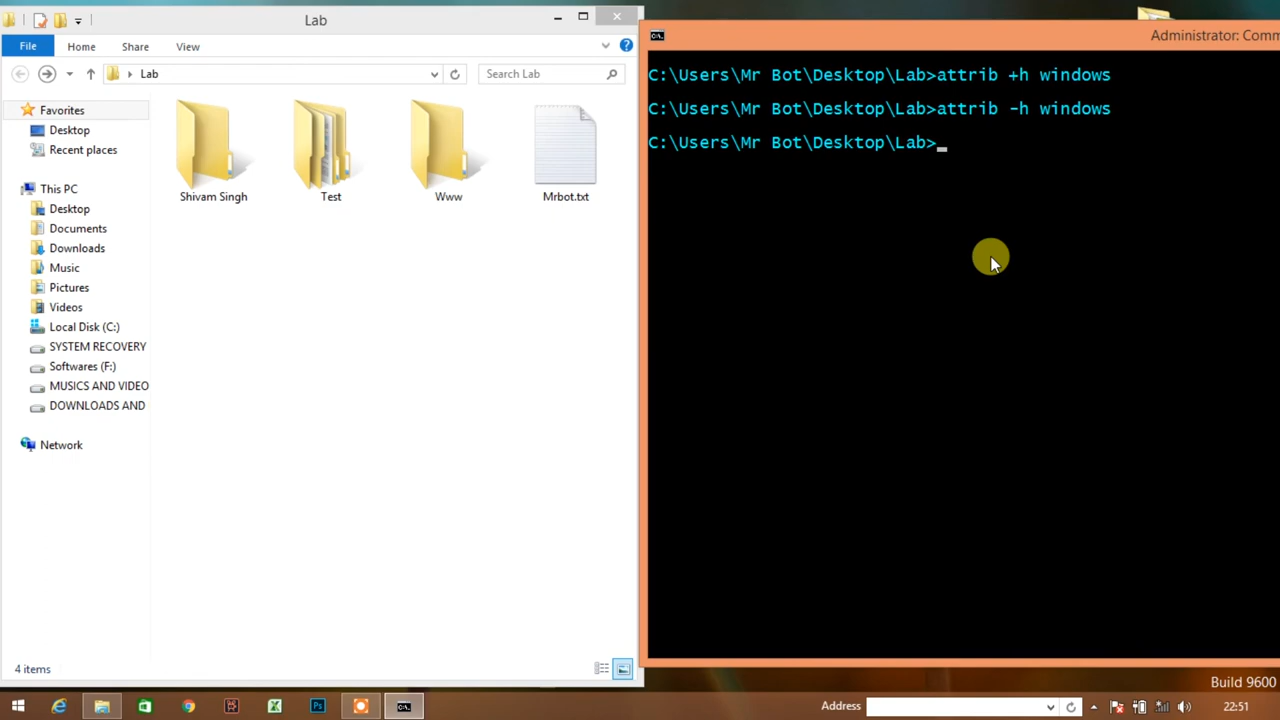 Lab
File
Home
Share
View
Lab
Search Lab
Favorites
Desktop
Recent places
This PC
Desktop
Documents
Downloads
Music
Pictures
Videos
Local Disk (C:)
SYSTEM RECOVERY
Softwares (F:)
MUSICS AND VIDEO
DOWNLOADS AND
Network
Shivam Singh
Test
Www
Mrbot.txt
4 items
Administrator: Comm
C:\Users\Mr Bot\Desktop\Lab>attrib +h windows
C:\Users\Mr Bot\Desktop\Lab>attrib -h windows
C:\Users\Mr Bot\Desktop\Lab>
Build 9600
Address
22:51